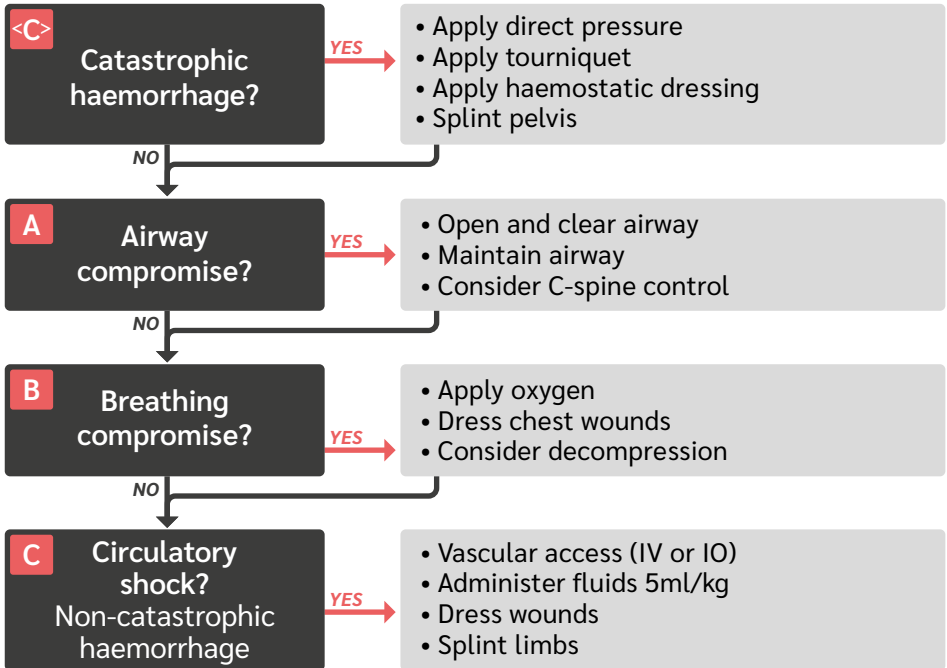 <C>
Catastrophic
haemorrhage?
YES
• Apply direct pressure
• Apply tourniquet
• Apply haemostatic dressing
• Splint pelvis
NO
A
Airway
compromise?
YES
• Open and clear airway
• Maintain airway
• Consider C-spine control
NO
B
Breathing
compromise?
YES
• Apply oxygen
• Dress chest wounds
• Consider decompression
NO
C
Circulatory
shock?
Non-catastrophic
haemorrhage
YES
• Vascular access (IV or IO)
• Administer fluids 5ml/kg
• Dress wounds
• Splint limbs